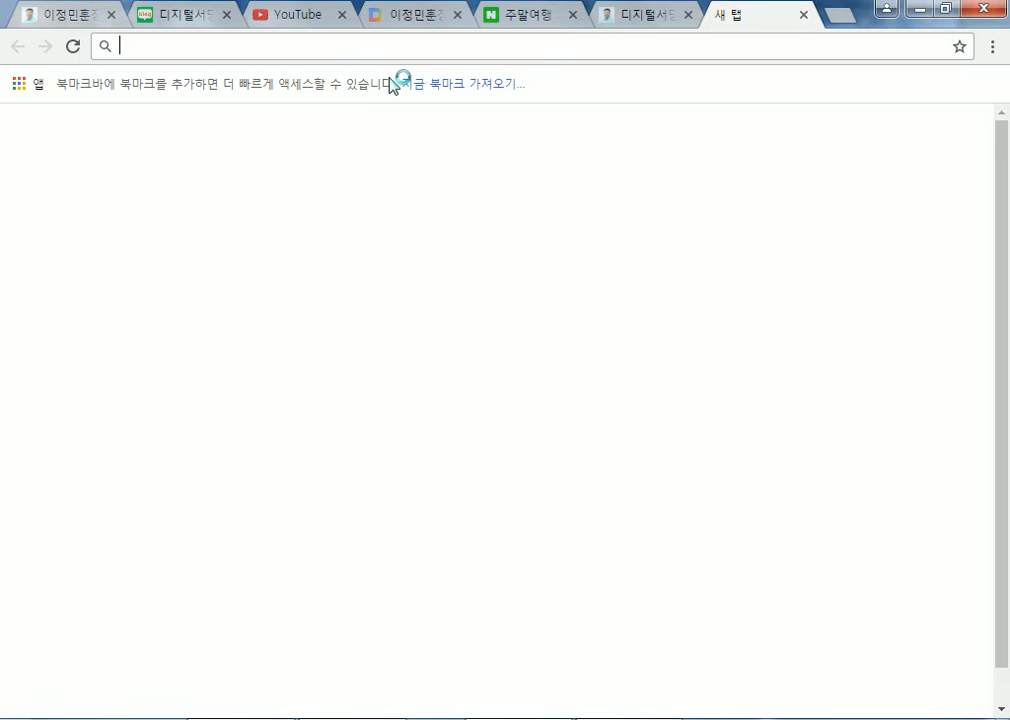 이정민훈
디지털서
YouTube
이정민훈
주말여행
디지털서
새 탭
앱 북마크바에 북마크를 추가하면 더 빠르게 액세스할 수 있습니다. 지금 북마크 가져오기...